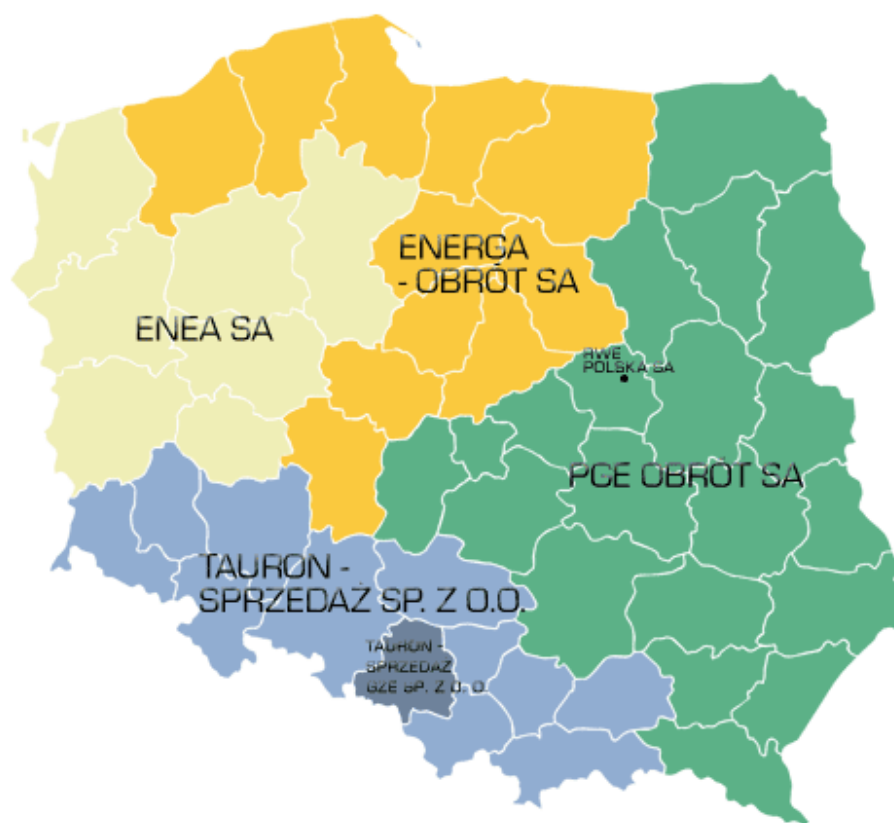 ENERGA
- OBRÓT SA
ENEA SA
RWE
POLSKA SA
PGE OBRÓT SA
TAURON -
SPRZEDAŻ SP. Z O.O.
TAURON -
SPRZEDAŻ
GZE SP. Z O. O.